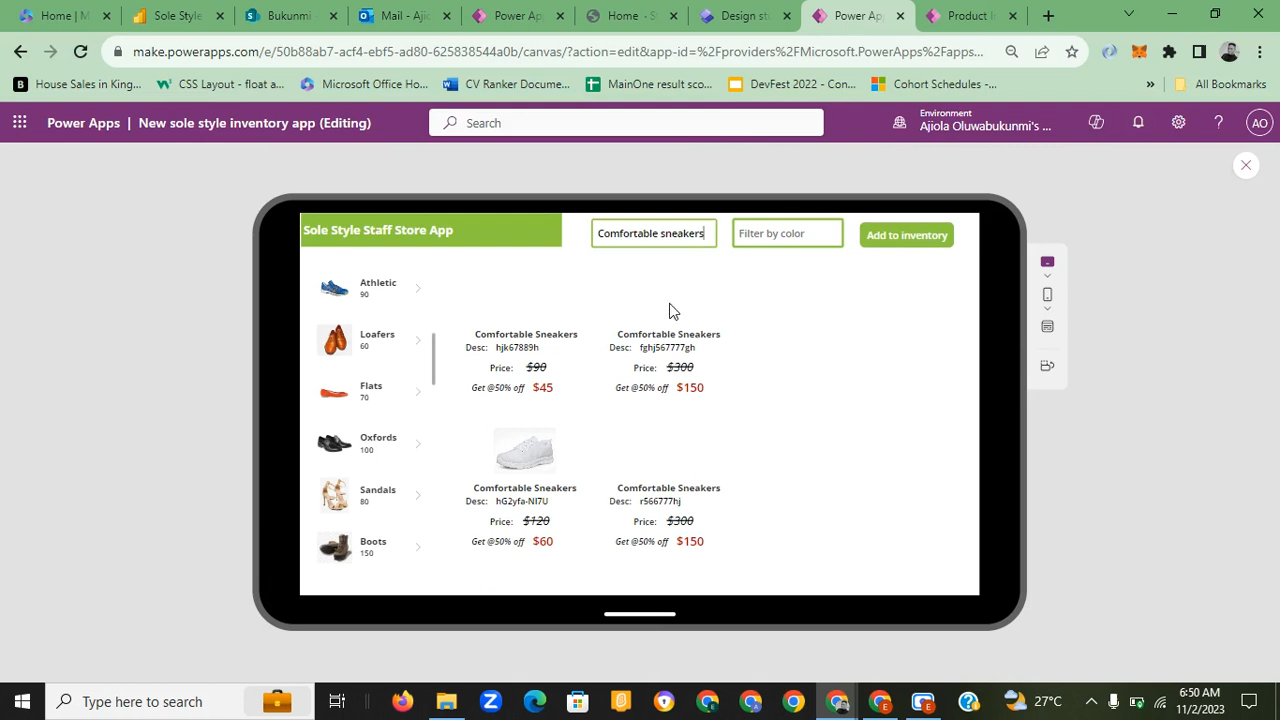 Home | M
Sole Style
Bukunmi -
Mail - Ajio
Power Ap
Home - S
Design stu
Power Ap
Product I
make.powerapps.com/e/50b88ab7-acf4-ebf5-ad80-625838544a0b/canvas/?action=edit&app-id=%2Fproviders%2FMicrosoft.PowerApps%2Fapps...
House Sales in King...
CSS Layout - float a...
Microsoft Office Ho...
CV Ranker Docume...
MainOne result sco...
DevFest 2022 - Con...
Cohort Schedules -...
All Bookmarks
Power Apps | New sole style inventory app (Editing)
Search
Environment
Ajiola Oluwabukunmi's ...
AO
Sole Style Staff Store App
Comfortable sneakers
Filter by color
Add to inventory
Athletic
90
Loafers
60
Flats
70
Oxfords
100
Sandals
80
Boots
150
Comfortable Sneakers
Desc: hjk67889h
Price: $90
Get @50% off $45
Comfortable Sneakers
Desc: fghj567777gh
Price: $300
Get @50% off $150
Comfortable Sneakers
Desc: hG2yfa-NI7U
Price: $120
Get @50% off $60
Comfortable Sneakers
Desc: r566777hj
Price: $300
Get @50% off $150
Type here to search
27°C
6:50 AM
11/2/2023